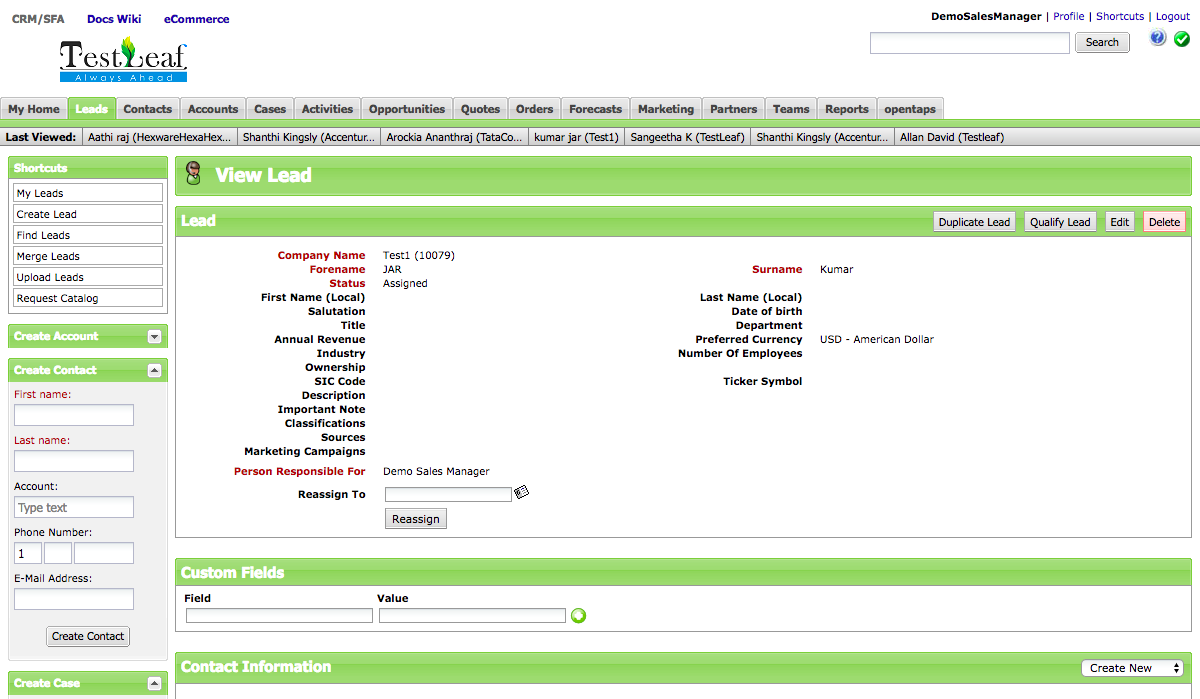 CRM/SFA Docs Wiki eCommerce
DemoSalesManager | Profile | Shortcuts | Logout
Search
TestLeaf
Always Ahead
My Home Leads Contacts Accounts Cases Activities Opportunities Quotes Orders Forecasts Marketing Partners Teams Reports opentaps
Last Viewed: Aathi raj (HexwareHexaHex... Shanthi Kingsly (Accentur... Arockia Ananthraj (TataCo... kumar jar (Test1) Sangeetha K (TestLeaf) Shanthi Kingsly (Accentur... Allan David (Testleaf)
Shortcuts
My Leads
Create Lead
Find Leads
Merge Leads
Upload Leads
Request Catalog
Create Account
Create Contact
First name:
Last name:
Account:
Type text
Phone Number:
1
E-Mail Address:
Create Contact
Create Case
View Lead
Lead Duplicate Lead Qualify Lead Edit Delete
Company Name Test1 (10079)
Forename JAR Surname Kumar
Status Assigned
First Name (Local) Last Name (Local)
Salutation Date of birth
Title Department
Annual Revenue Preferred Currency USD - American Dollar
Industry Number Of Employees
Ownership
SIC Code Ticker Symbol
Description
Important Note
Classifications
Sources
Marketing Campaigns
Person Responsible For Demo Sales Manager
Reassign To
Reassign
Custom Fields
Field Value
Contact Information Create New